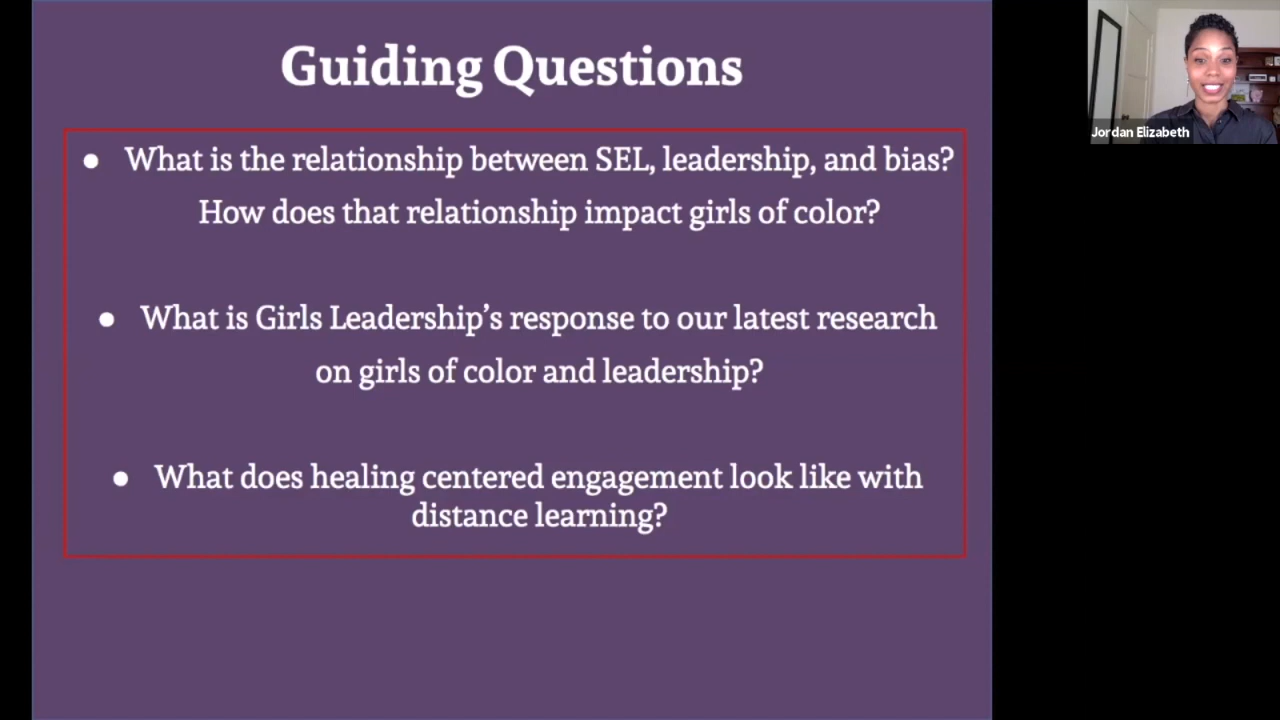 Guiding Questions
● What is the relationship between SEL, leadership, and bias?
How does that relationship impact girls of color?
● What is Girls Leadership’s response to our latest research
on girls of color and leadership?
● What does healing centered engagement look like with
distance learning?
Jordan Elizabeth